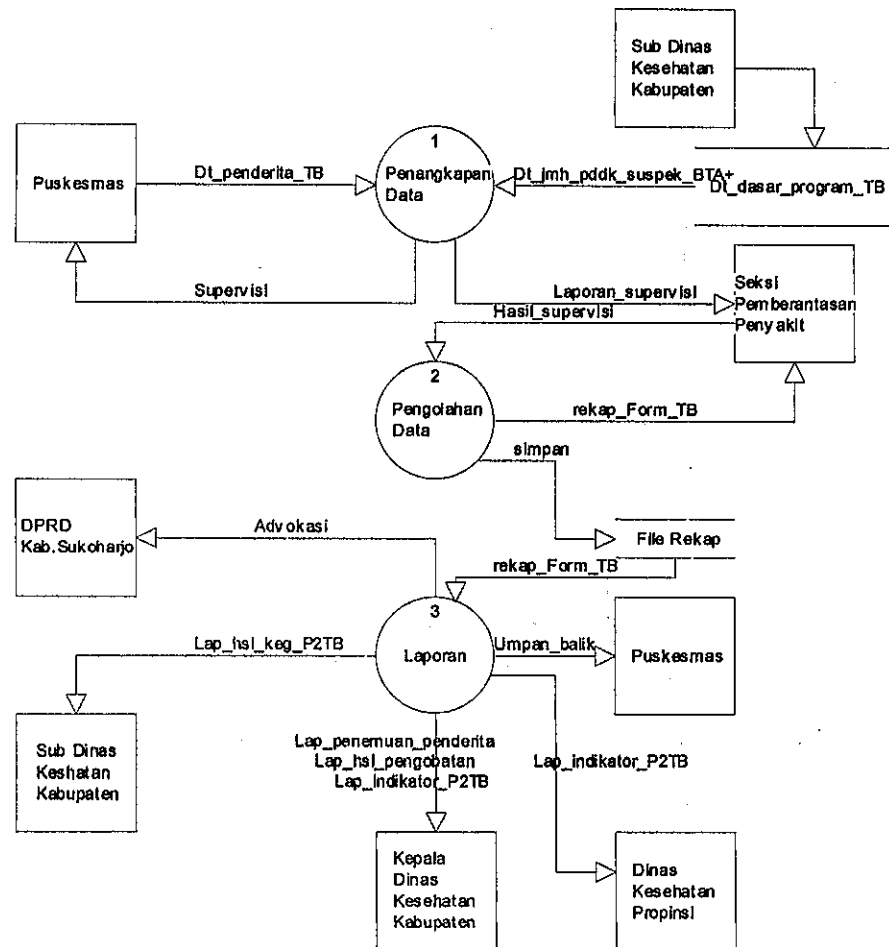 Sub Dinas
Kesehatan
Kabupaten
1
Penangkapan
Data
Puskesmas
Dt_penderita_TB
Dt_jmh_pddk_suspek_BTA+
Dt_dasar_program_TB
Supervisi
Laporan_supervisi
Seksi
Pemberantasan
Penyakit
Hasil_supervisi
2
Pengolahan
Data
rekap_Form_TB
simpan
DPRD
Kab.Sukoharjo
Advokasi
File Rekap
rekap_Form_TB
3
Laporan
Lap_hsl_keg_P2TB
Umpan_balik
Puskesmas
Sub Dinas
Keshatan
Kabupaten
Lap_penemuan_penderita
Lap_hsl_pengobatan
Lap_indikator_P2TB
Lap_indikator_P2TB
Kepala
Dinas
Kesehatan
Kabupaten
Dinas
Kesehatan
Propinsi